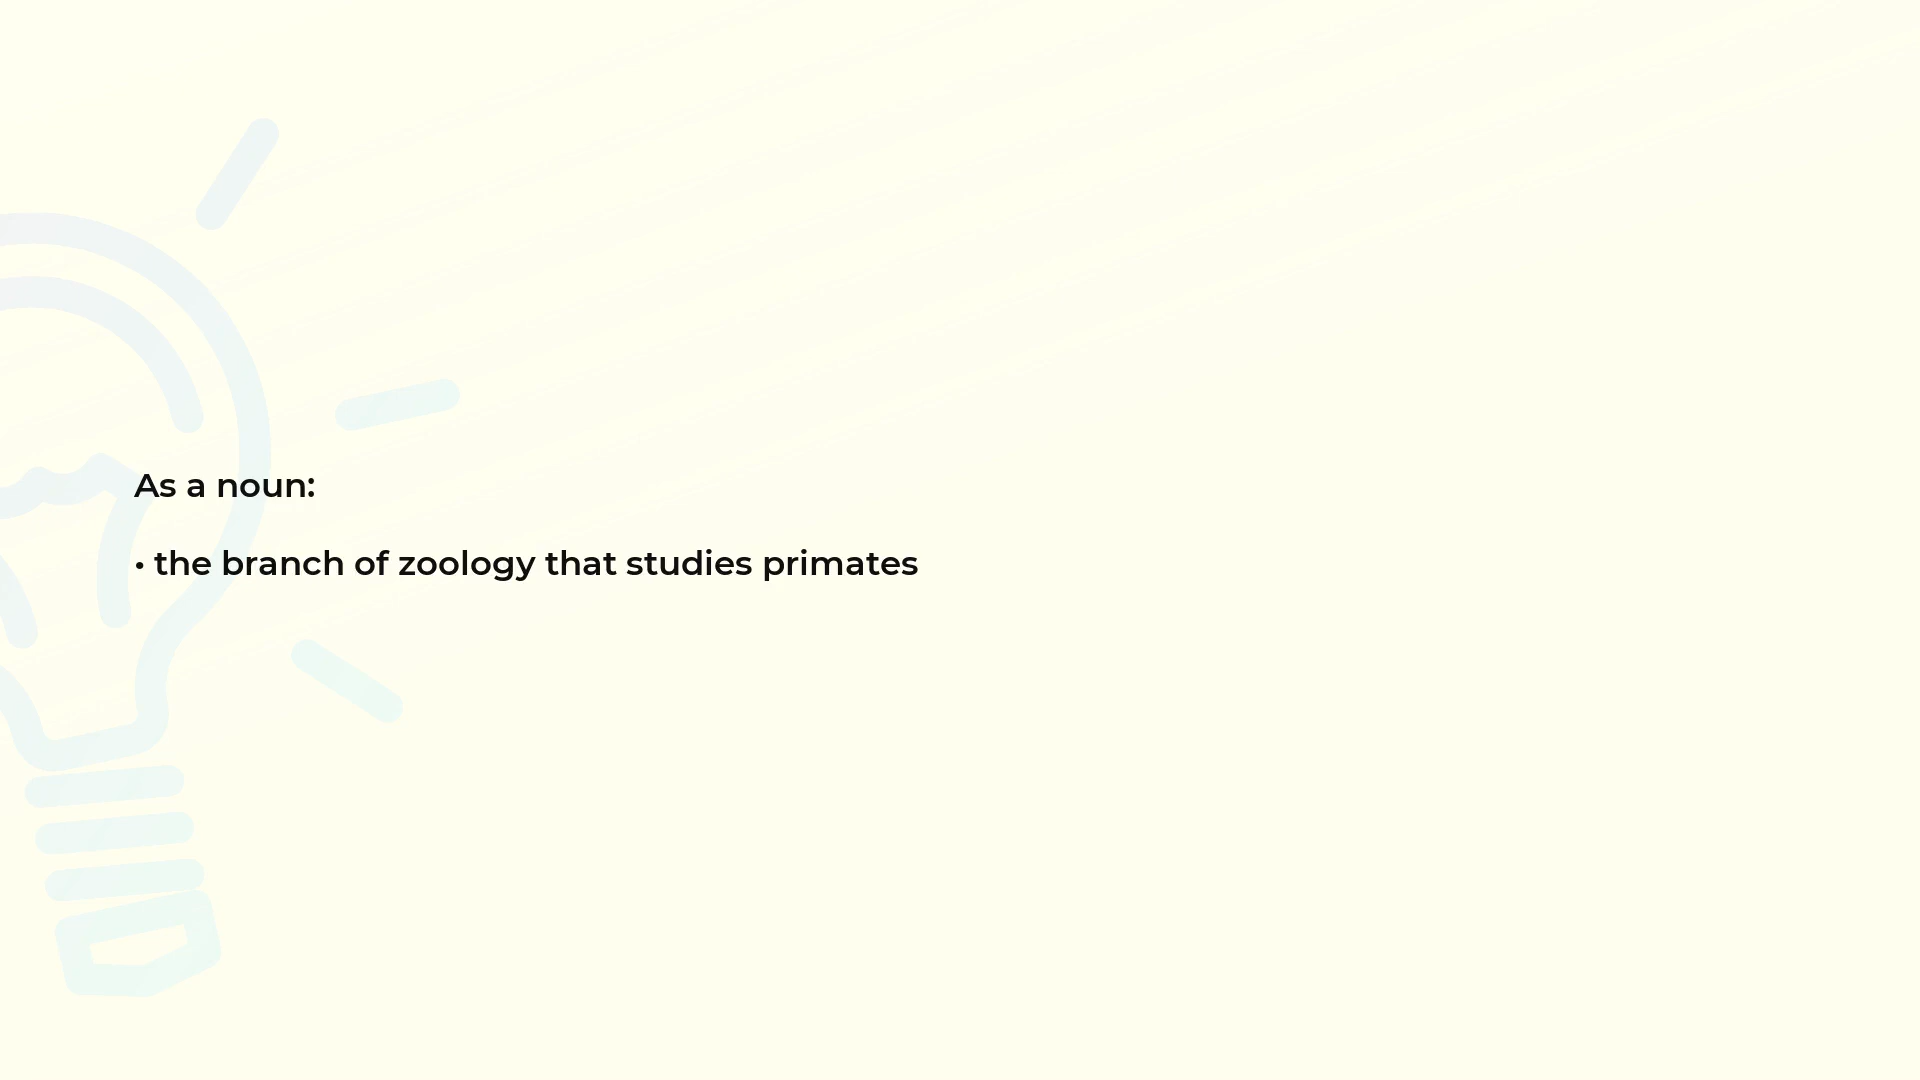 As a noun:
• the branch of zoology that studies primates